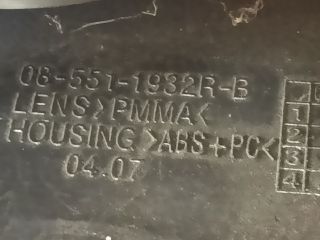 08-551-1932R-B
LENS>PMMA<
HOUSING >ABS+PC<
04.07
1
2
3
4